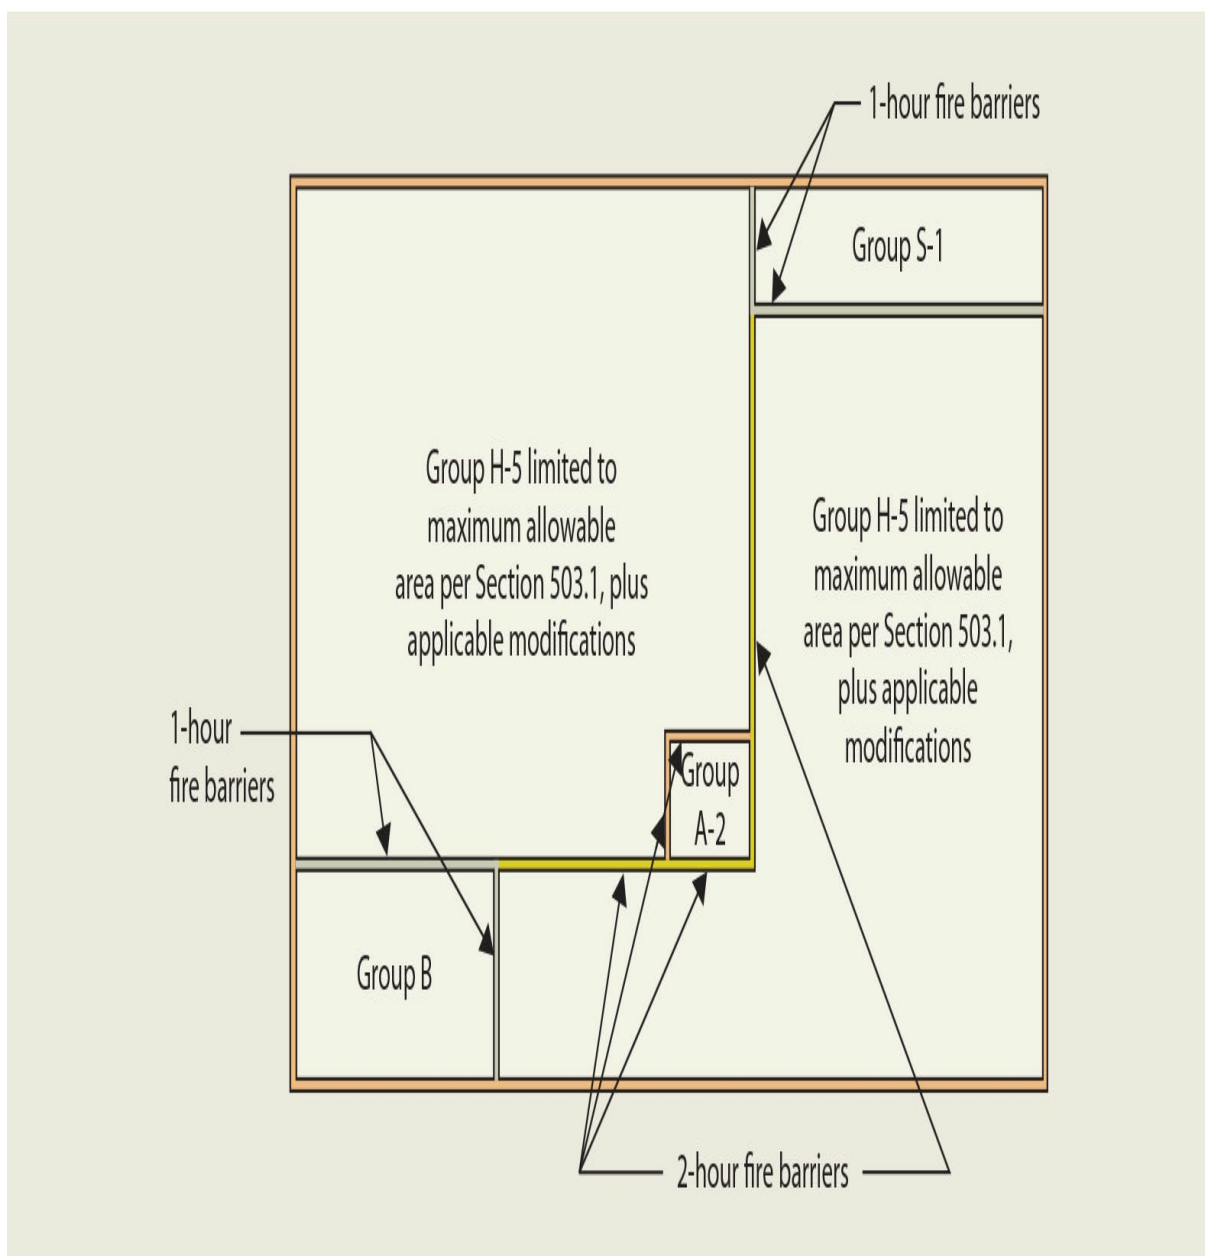 1-hour fire barriers
Group S-1
Group H-5 limited to
maximum allowable
area per Section 503.1, plus
applicable modifications
Group H-5 limited to
maximum allowable
area per Section 503.1,
plus applicable
modifications
1-hour
fire barriers
Group
A-2
Group B
2-hour fire barriers